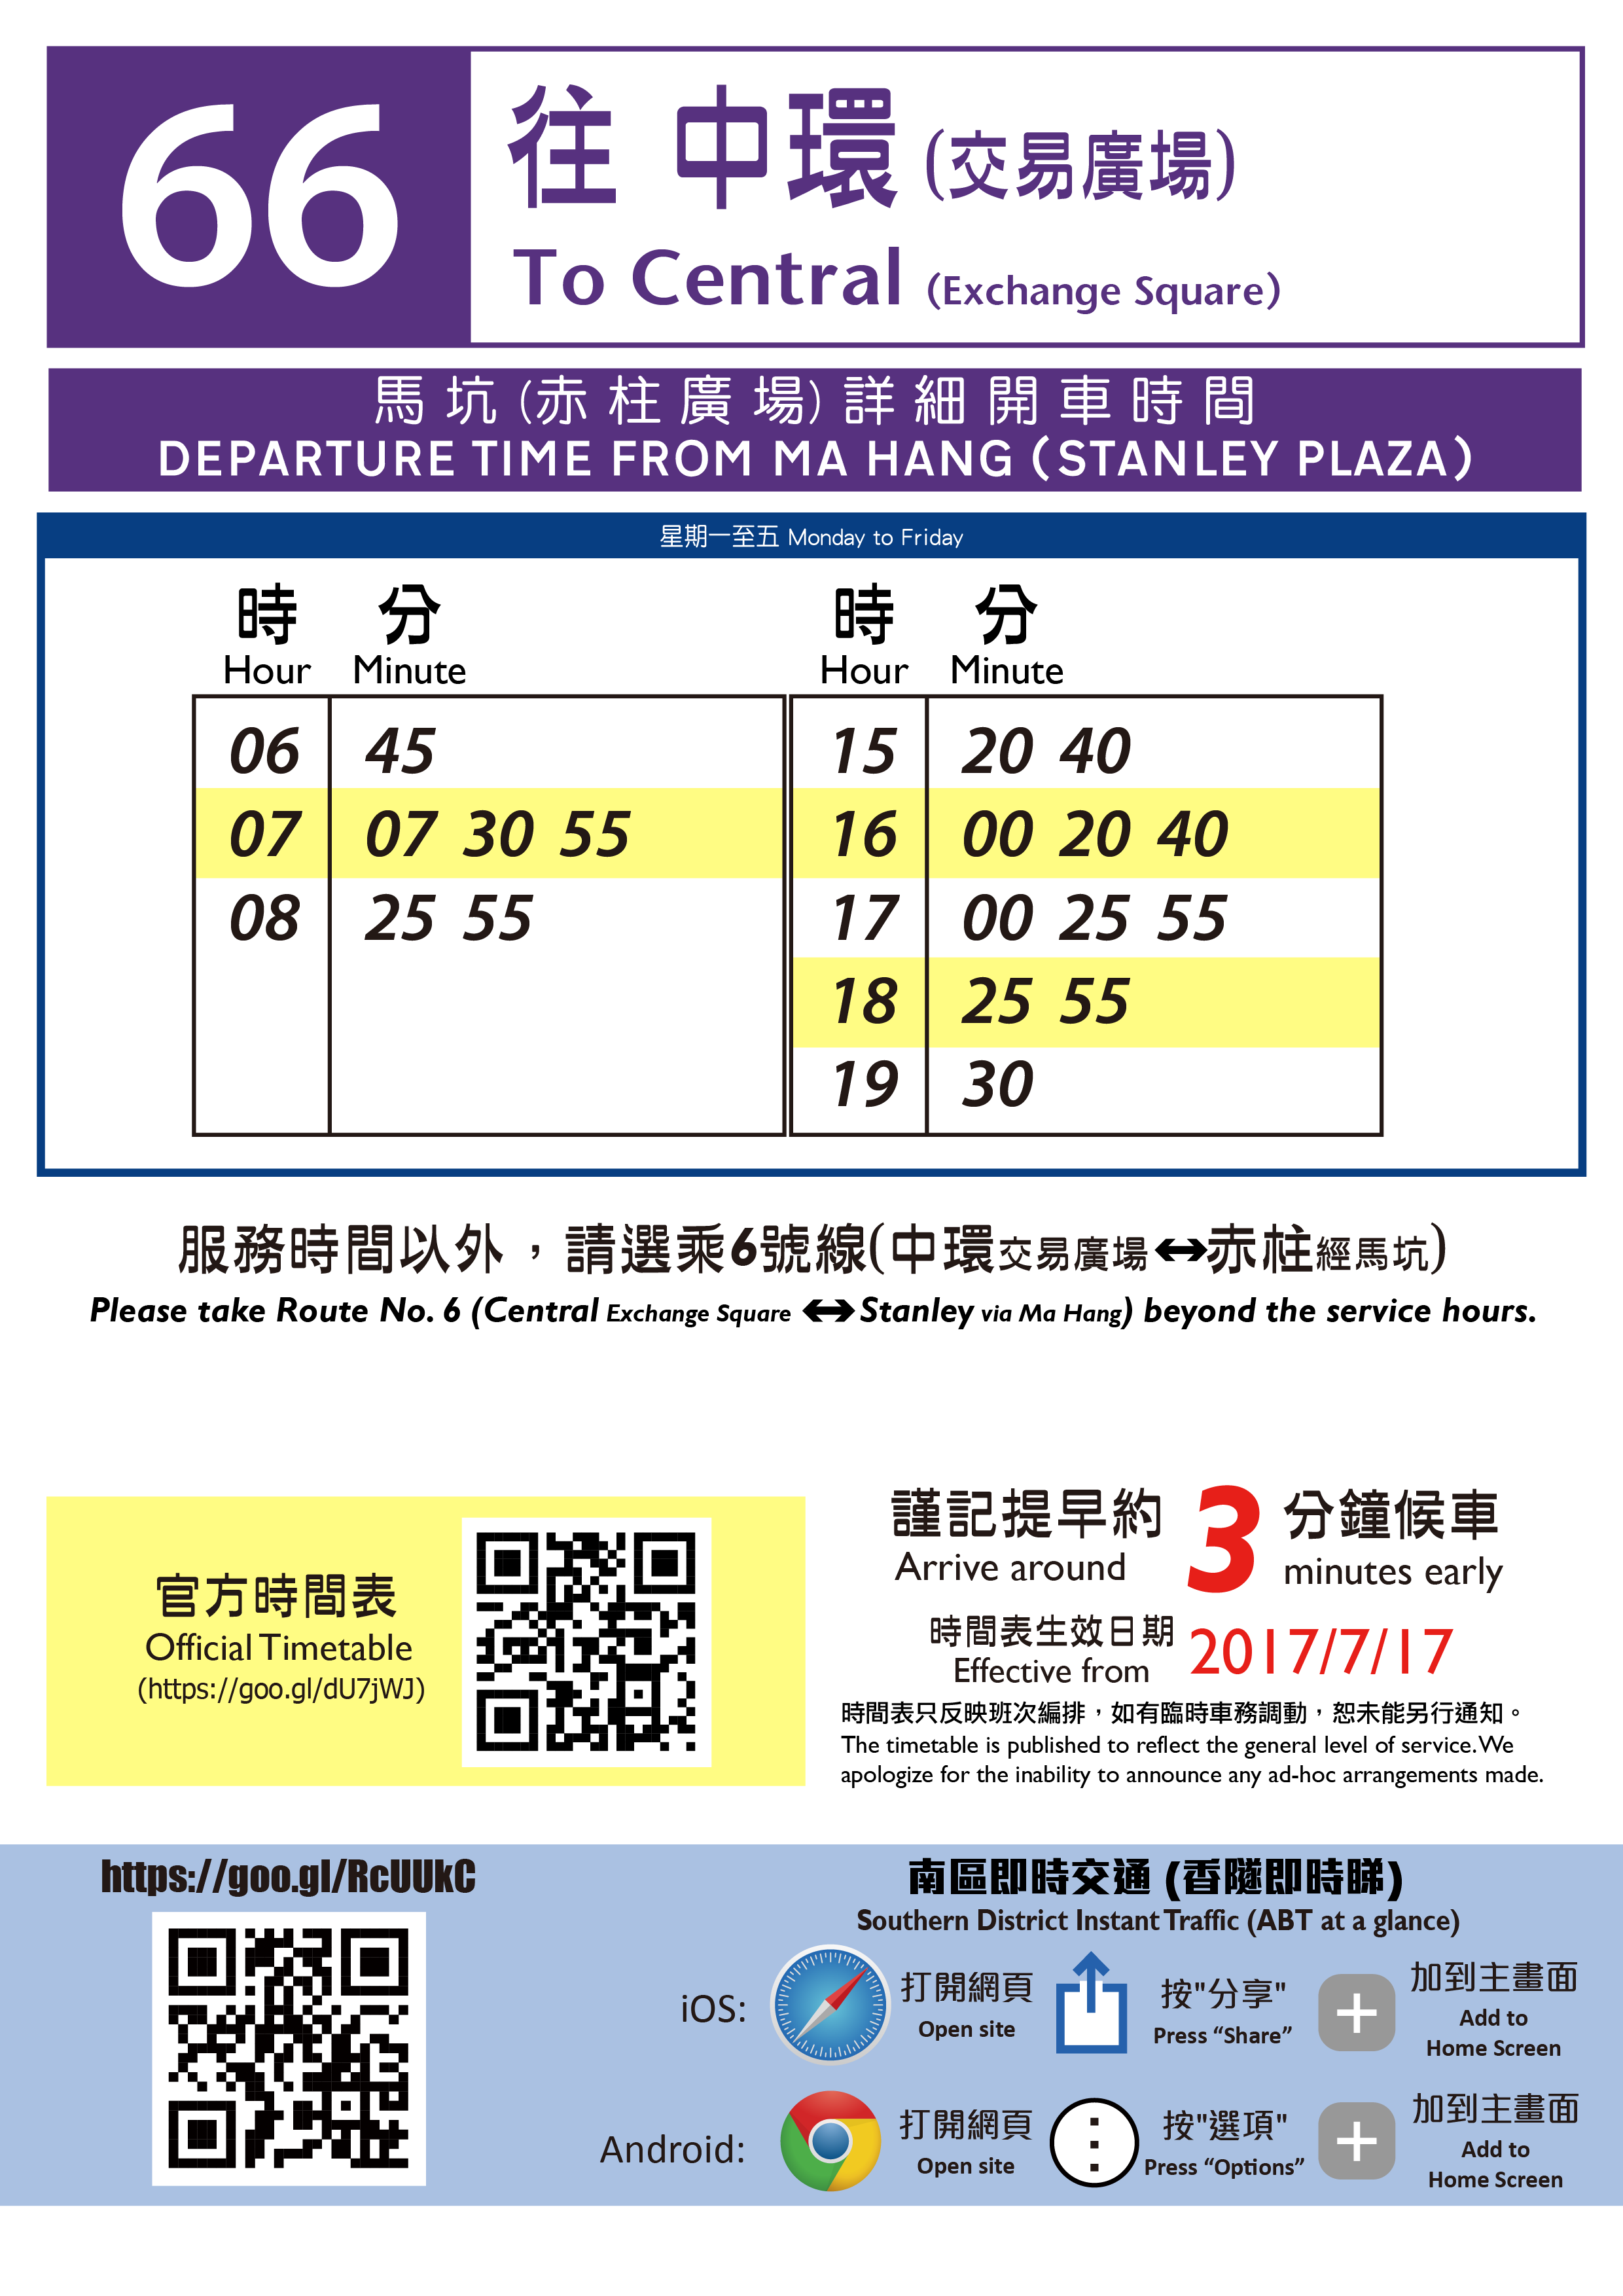 66
往 中環 (交易廣場)
To Central (Exchange Square)
馬坑(赤柱廣場)詳細開車時間
DEPARTURE TIME FROM MA HANG (STANLEY PLAZA)
星期一至五 Monday to Friday
時 分 時 分
Hour Minute Hour Minute
06 45 15 20 40
07 07 30 55 16 00 20 40
08 25 55 17 00 25 55
18 25 55
19 30
服務時間以外，請選乘6號線(中環交易廣場↔赤柱經馬坑)
Please take Route No. 6 (Central Exchange Square ↔ Stanley via Ma Hang) beyond the service hours.
官方時間表
Official Timetable
(https://goo.gl/dU7jWJ)
謹記提早約 3 分鐘候車
Arrive around minutes early
時間表生效日期 2017/7/17
Effective from
時間表只反映班次編排，如有臨時車務調動，恕未能另行通知。
The timetable is published to reflect the general level of service. We
apologize for the inability to announce any ad-hoc arrangements made.
https://goo.gl/RcUUkC
南區即時交通 (香隧即時睇)
Southern District Instant Traffic (ABT at a glance)
iOS: 打開網頁 按"分享" 加到主畫面
Open site Press “Share” Add to
Home Screen
Android: 打開網頁 按"選項" 加到主畫面
Open site Press “Options” Add to
Home Screen